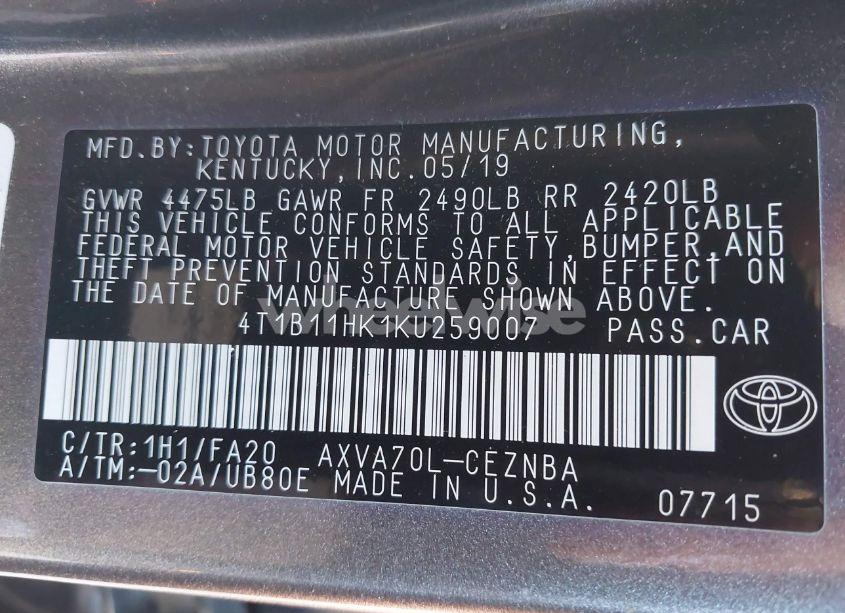 MFD.BY:TOYOTA MOTOR MANUFACTURING,
KENTUCKY,INC.05/19
GVWR 4475LB GAWR FR 2490LB RR 2420LB
THIS VEHICLE CONFORMS TO ALL APPLICABLE
FEDERAL MOTOR VEHICLE SAFETY,BUMPER,AND
THEFT PREVENTION STANDARDS IN EFFECT ON
THE DATE OF MANUFACTURE SHOWN ABOVE.
wheelwise
4T1B11HK1KU259007 PASS.CAR
C/TR:1H1/FA20 AXVA70L-CEZNBA
A/TM:-02A/UB80E MADE IN U.S.A. 07715